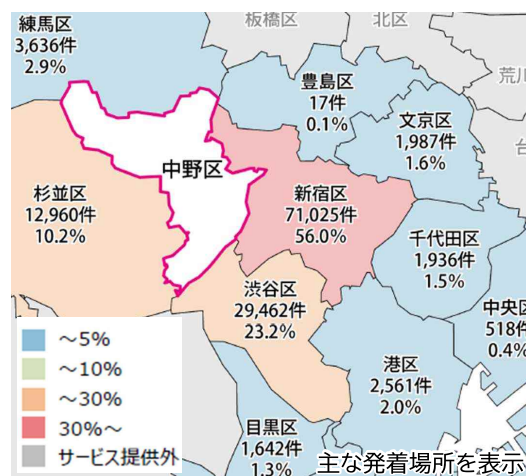 練馬区
3,636件
2.9%
板橋区
北区
荒川
豊島区
17件
0.1%
文京区
1,987件
1.6%
台
中野区
杉並区
12,960件
10.2%
新宿区
71,025件
56.0%
千代田区
1,936件
1.5%
渋谷区
29,462件
23.2%
中央区
518件
0.4%
港区
2,561件
2.0%
目黒区
1,642件
1.3%
～5%
～10%
～30%
30%～
サービス提供外
主な発着場所を表示